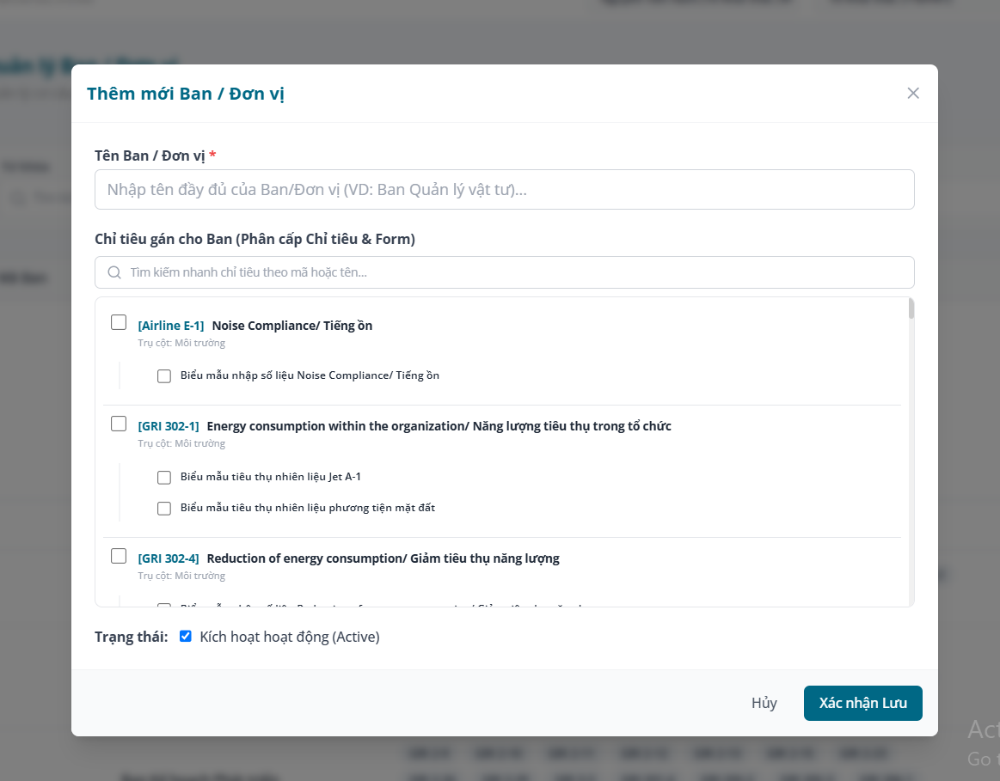 Thêm mới Ban / Đơn vị
Tên Ban / Đơn vị *
Nhập tên đầy đủ của Ban/Đơn vị (VD: Ban Quản lý vật tư)...
Chỉ tiêu gán cho Ban (Phân cấp Chỉ tiêu & Form)
Tìm kiếm nhanh chỉ tiêu theo mã hoặc tên...
[Airline E-1] Noise Compliance/ Tiếng ồn
Trụ cột: Môi trường
Biểu mẫu nhập số liệu Noise Compliance/ Tiếng ồn
[GRI 302-1] Energy consumption within the organization/ Năng lượng tiêu thụ trong tổ chức
Trụ cột: Môi trường
Biểu mẫu tiêu thụ nhiên liệu Jet A-1
Biểu mẫu tiêu thụ nhiên liệu phương tiện mặt đất
[GRI 302-4] Reduction of energy consumption/ Giảm tiêu thụ năng lượng
Trụ cột: Môi trường
Trạng thái: Kích hoạt hoạt động (Active)
Hủy
Xác nhận Lưu
Go